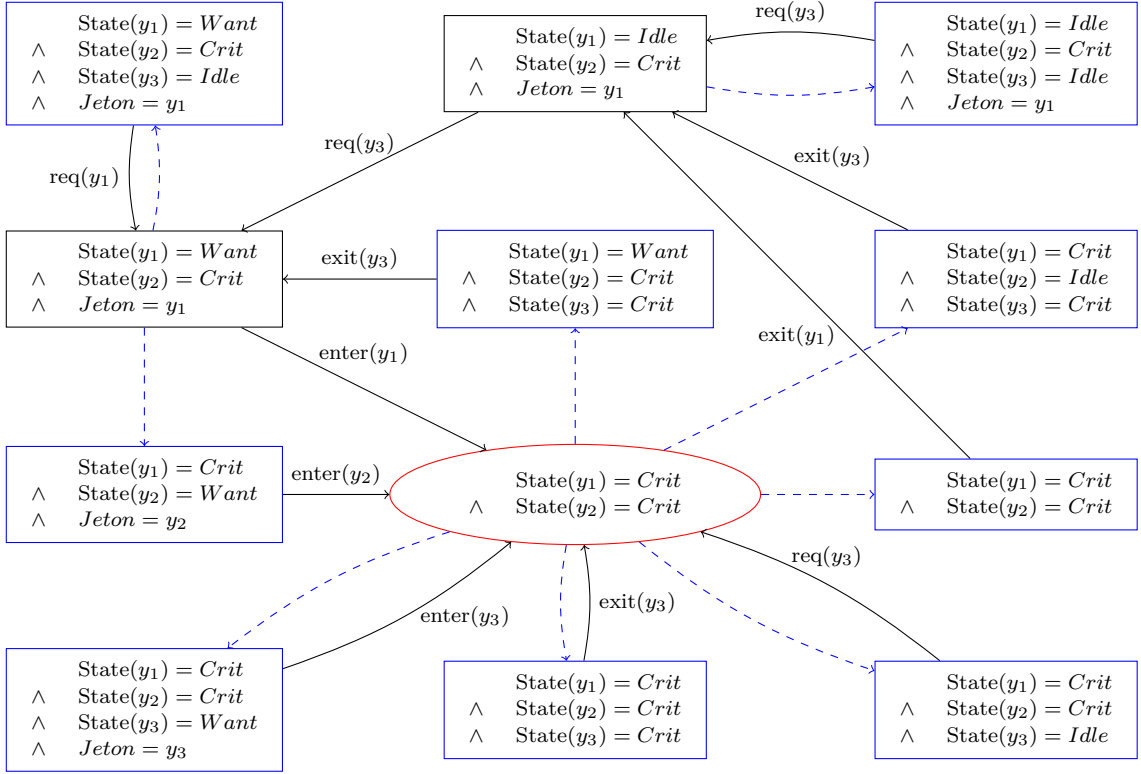 State(y₁) = Want
∧ State(y₂) = Crit
∧ State(y₃) = Idle
∧ Jeton = y₁
State(y₁) = Idle
∧ State(y₂) = Crit
∧ Jeton = y₁
req(y₃)
State(y₁) = Idle
∧ State(y₂) = Crit
∧ State(y₃) = Idle
∧ Jeton = y₁
req(y₁)
req(y₃)
exit(y₃)
State(y₁) = Want
∧ State(y₂) = Crit
∧ Jeton = y₁
exit(y₃)
State(y₁) = Want
∧ State(y₂) = Crit
∧ State(y₃) = Crit
State(y₁) = Crit
∧ State(y₂) = Idle
∧ State(y₃) = Crit
enter(y₁)
exit(y₁)
State(y₁) = Crit
∧ State(y₂) = Want
∧ Jeton = y₂
enter(y₂)
State(y₁) = Crit
∧ State(y₂) = Crit
State(y₁) = Crit
∧ State(y₂) = Crit
enter(y₃)
exit(y₃)
req(y₃)
State(y₁) = Crit
∧ State(y₂) = Crit
∧ State(y₃) = Want
∧ Jeton = y₃
State(y₁) = Crit
∧ State(y₂) = Crit
∧ State(y₃) = Crit
State(y₁) = Crit
∧ State(y₂) = Crit
∧ State(y₃) = Idle